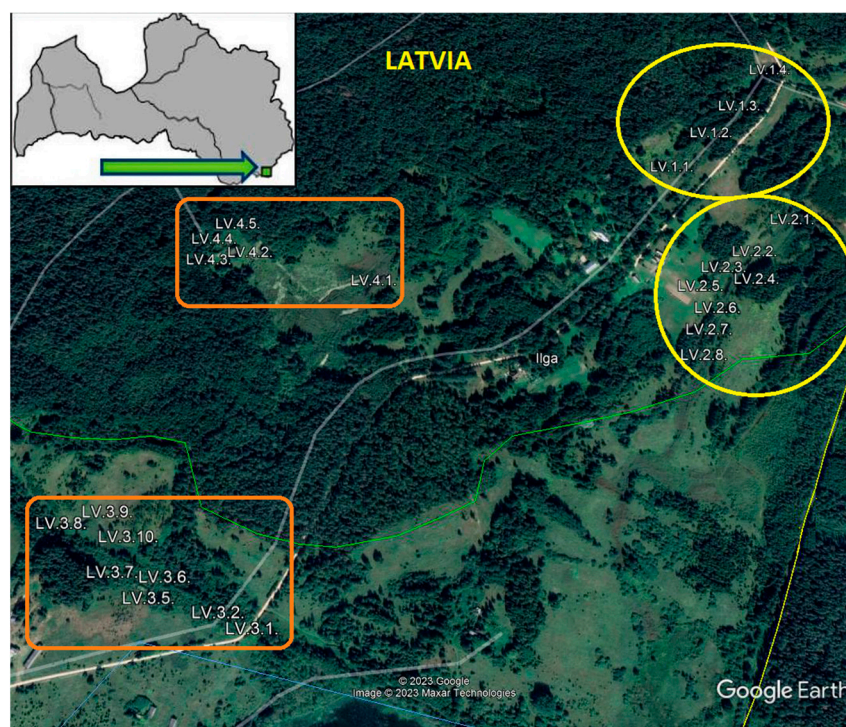 LATVIA
LV.1.4.
LV.1.3.
LV.1.2.
LV.1.1.
LV.2.1.
LV.2.2.
LV.2.3.
LV.2.4.
LV.2.5.
LV.2.6.
LV.2.7.
LV.2.8.
LV.4.5.
LV.4.4.
LV.4.2.
LV.4.3.
LV.4.1.
Ilga
LV.3.9.
LV.3.8.
LV.3.10.
LV.3.7.
LV.3.6.
LV.3.5.
LV.3.2.
LV.3.1.
© 2023 Google
Image © 2023 Maxar Technologies
Google Earth